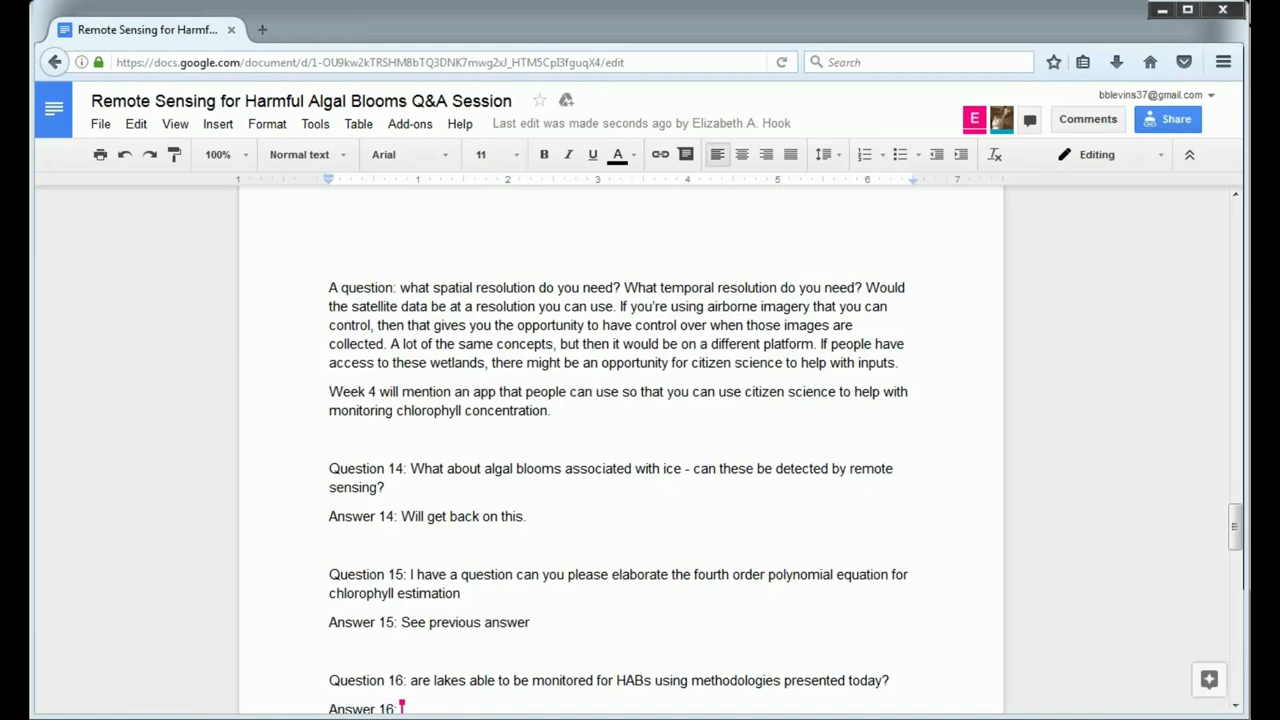 Remote Sensing for Harmf...
https://docs.google.com/document/d/1-OU9kw2kTRSHM8bTQ3DNK7mwg2xJ_HTM5CpI3fguqX4/edit
Search
Remote Sensing for Harmful Algal Blooms Q&A Session
bblevins37@gmail.com
File Edit View Insert Format Tools Table Add-ons Help Last edit was made seconds ago by Elizabeth A. Hook
E Comments Share
100% Normal text Arial 11 B I U A Editing
1 1 2 3 4 5 6 7
A question: what spatial resolution do you need? What temporal resolution do you need? Would
the satellite data be at a resolution you can use. If you're using airborne imagery that you can
control, then that gives you the opportunity to have control over when those images are
collected. A lot of the same concepts, but then it would be on a different platform. If people have
access to these wetlands, there might be an opportunity for citizen science to help with inputs.
Week 4 will mention an app that people can use so that you can use citizen science to help with
monitoring chlorophyll concentration.
Question 14: What about algal blooms associated with ice - can these be detected by remote
sensing?
Answer 14: Will get back on this.
Question 15: I have a question can you please elaborate the fourth order polynomial equation for
chlorophyll estimation
Answer 15: See previous answer
Question 16: are lakes able to be monitored for HABs using methodologies presented today?
Answer 16: